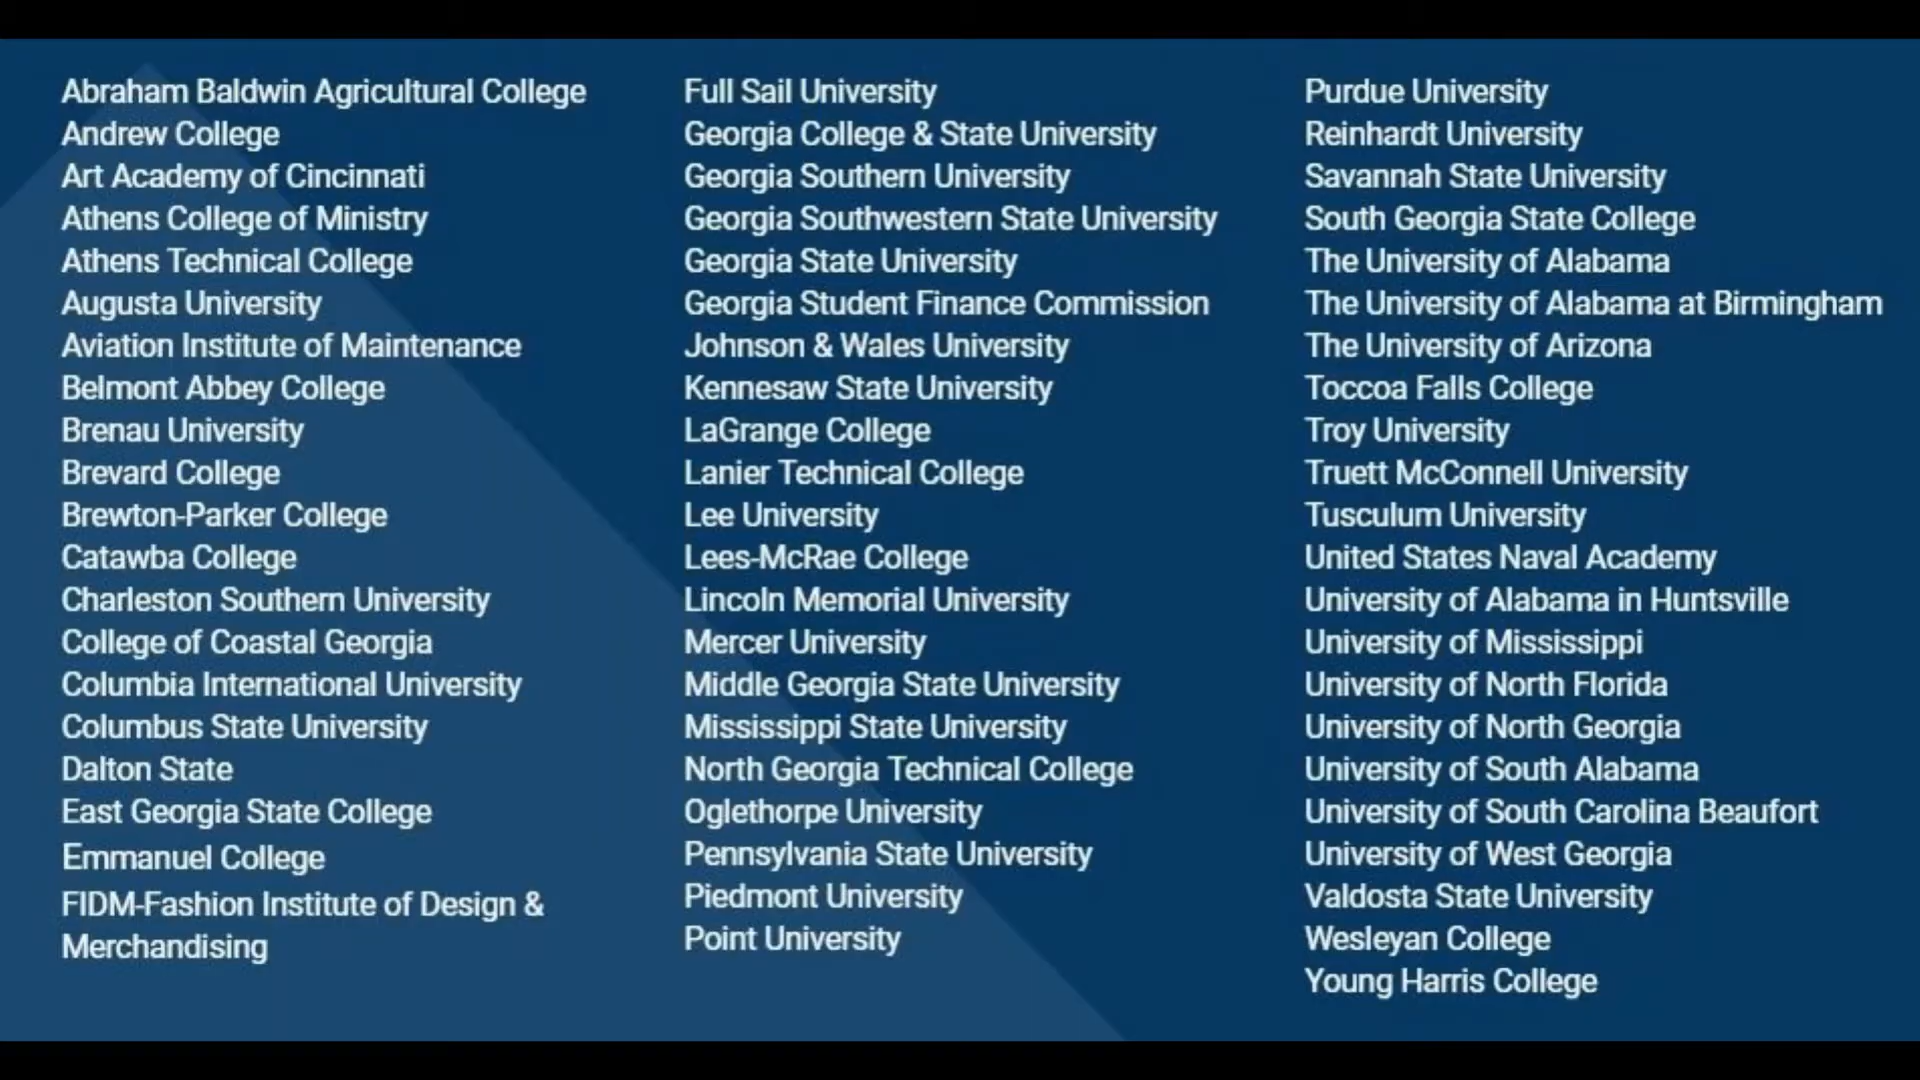 Abraham Baldwin Agricultural College
Andrew College
Art Academy of Cincinnati
Athens College of Ministry
Athens Technical College
Augusta University
Aviation Institute of Maintenance
Belmont Abbey College
Brenau University
Brevard College
Brewton-Parker College
Catawba College
Charleston Southern University
College of Coastal Georgia
Columbia International University
Columbus State University
Dalton State
East Georgia State College
Emmanuel College
FIDM-Fashion Institute of Design &
Merchandising
Full Sail University
Georgia College & State University
Georgia Southern University
Georgia Southwestern State University
Georgia State University
Georgia Student Finance Commission
Johnson & Wales University
Kennesaw State University
LaGrange College
Lanier Technical College
Lee University
Lees-McRae College
Lincoln Memorial University
Mercer University
Middle Georgia State University
Mississippi State University
North Georgia Technical College
Oglethorpe University
Pennsylvania State University
Piedmont University
Point University
Purdue University
Reinhardt University
Savannah State University
South Georgia State College
The University of Alabama
The University of Alabama at Birmingham
The University of Arizona
Toccoa Falls College
Troy University
Truett McConnell University
Tusculum University
United States Naval Academy
University of Alabama in Huntsville
University of Mississippi
University of North Florida
University of North Georgia
University of South Alabama
University of South Carolina Beaufort
University of West Georgia
Valdosta State University
Wesleyan College
Young Harris College